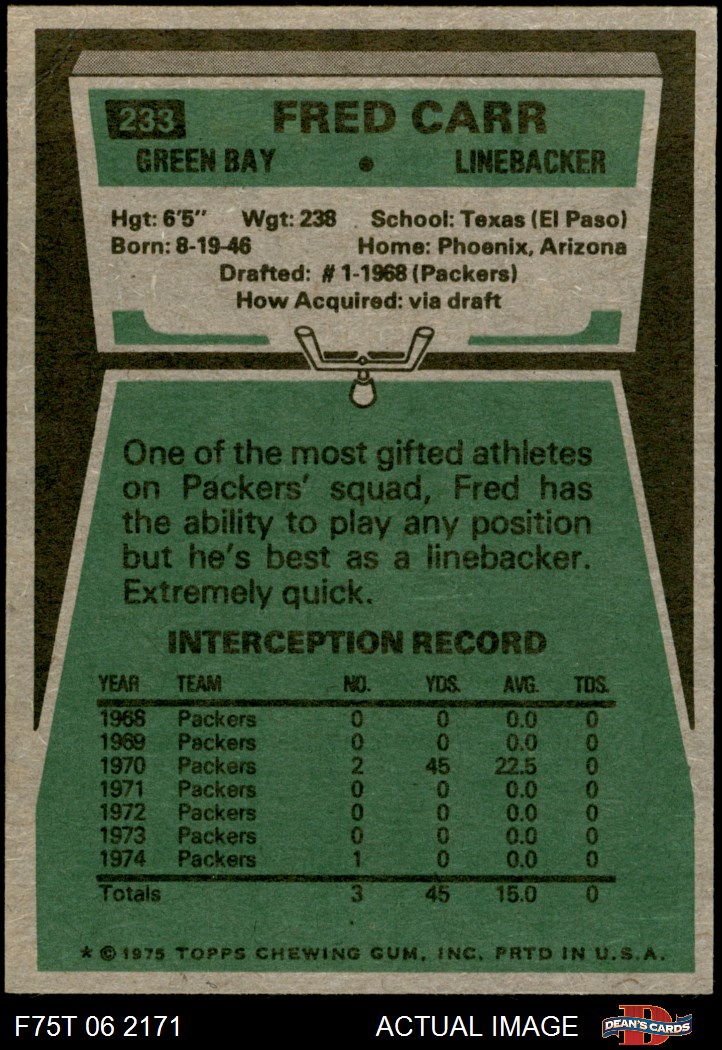 233 FRED CARR
GREEN BAY • LINEBACKER
Hgt: 6'5" Wgt: 238 School: Texas (El Paso)
Born: 8-19-46 Home: Phoenix, Arizona
Drafted: # 1-1968 (Packers)
How Acquired: via draft
One of the most gifted athletes
on Packers' squad, Fred has
the ability to play any position
but he's best as a linebacker.
Extremely quick.
INTERCEPTION RECORD
YEAR TEAM NO. YDS. AVG. TDS.
1968 Packers 0 0 0.0 0
1969 Packers 0 0 0.0 0
1970 Packers 2 45 22.5 0
1971 Packers 0 0 0.0 0
1972 Packers 0 0 0.0 0
1973 Packers 0 0 0.0 0
1974 Packers 1 0 0.0 0
Totals 3 45 15.0 0
* © 1975 TOPPS CHEWING GUM, INC. PRTD IN U.S.A.
F75T 06 2171 ACTUAL IMAGE D DEAN'S CARDS